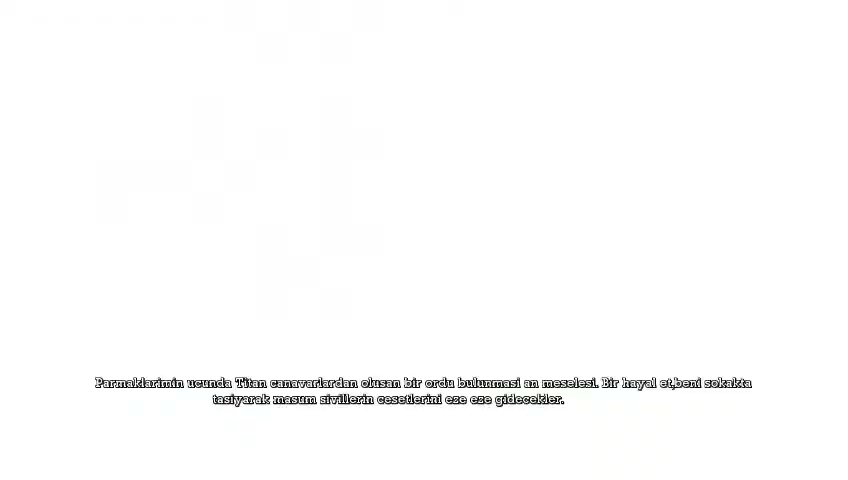 Parmaklarimin ucunda Titan canavarlardan olusan bir ordu bulunmasi an meselesi. Bir hayal et,beni sokakta
tasiyarak masum sivillerin cesetlerini eze eze gidecekler.